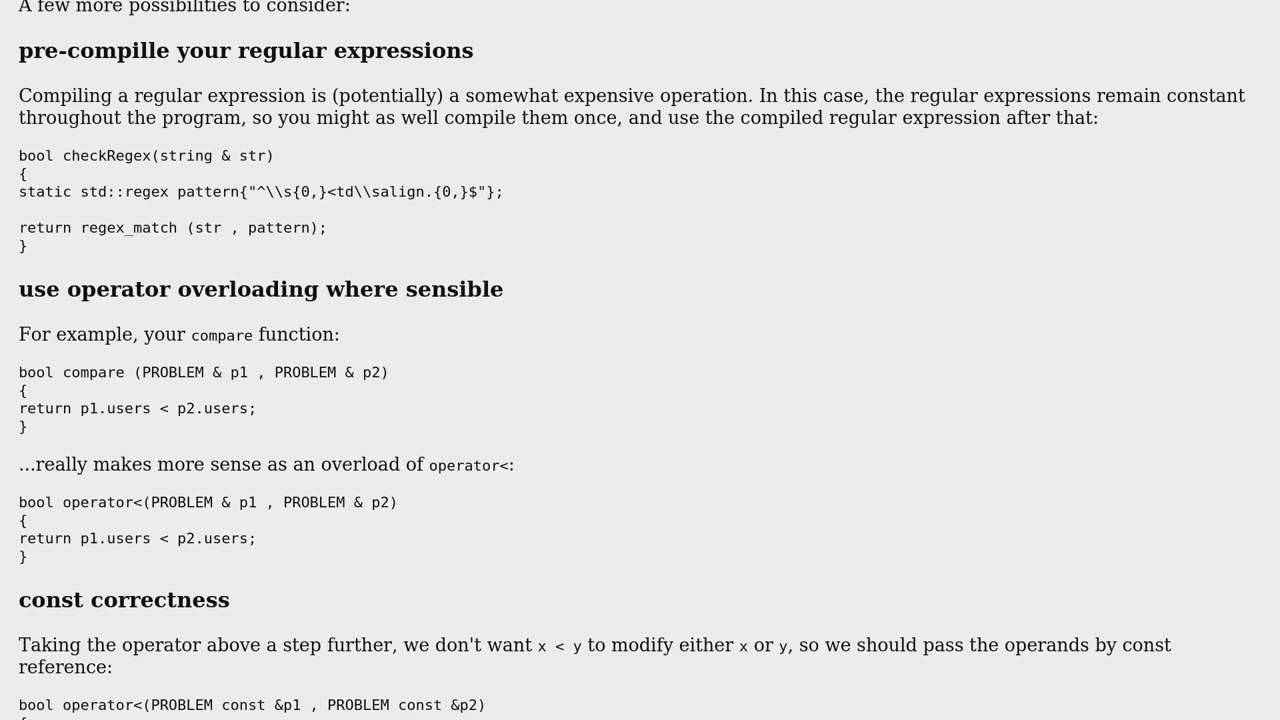 A few more possibilities to consider:
pre-compille your regular expressions
Compiling a regular expression is (potentially) a somewhat expensive operation. In this case, the regular expressions remain constant
throughout the program, so you might as well compile them once, and use the compiled regular expression after that:
bool checkRegex(string & str)
{
static std::regex pattern{"^\\s{0,}<td\\salign.{0,}$"};
return regex_match (str , pattern);
}
use operator overloading where sensible
For example, your compare function:
bool compare (PROBLEM & p1 , PROBLEM & p2)
{
return p1.users < p2.users;
}
...really makes more sense as an overload of operator<:
bool operator<(PROBLEM & p1 , PROBLEM & p2)
{
return p1.users < p2.users;
}
const correctness
Taking the operator above a step further, we don't want x < y to modify either x or y, so we should pass the operands by const
reference:
bool operator<(PROBLEM const &p1 , PROBLEM const &p2)
{